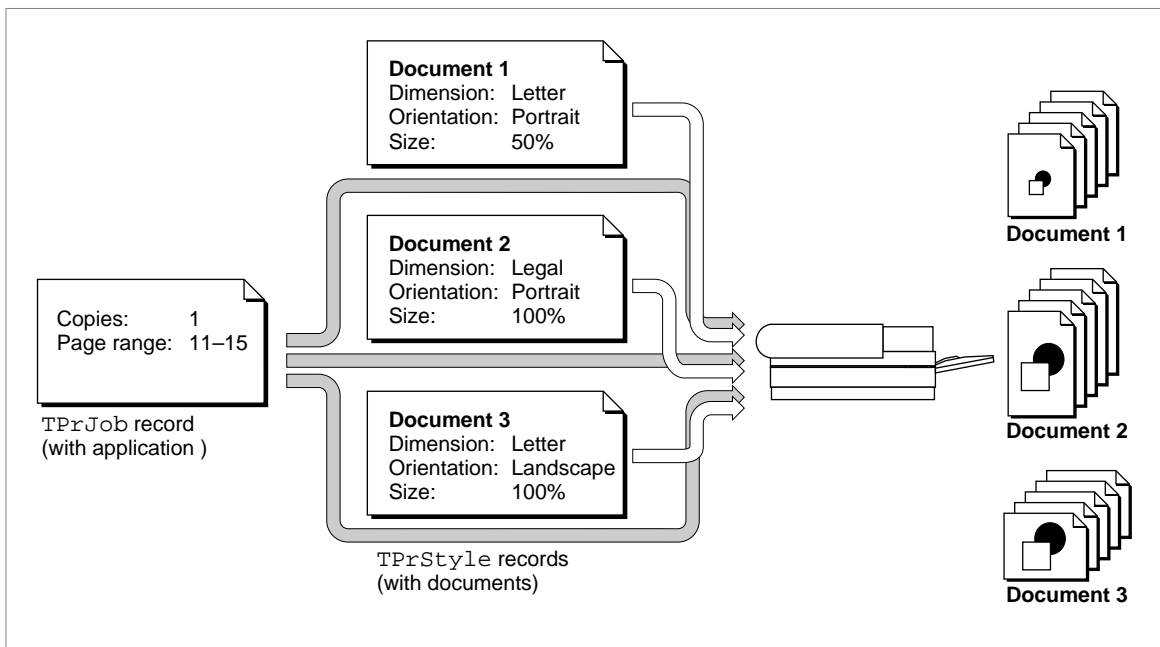 Document 1
Dimension: Letter
Orientation: Portrait
Size: 50%
Document 2
Dimension: Legal
Orientation: Portrait
Size: 100%
Copies: 1
Page range: 11–15
TPrJob record
(with application )
Document 3
Dimension: Letter
Orientation: Landscape
Size: 100%
TPrStyle records
(with documents)
Document 1
Document 2
Document 3